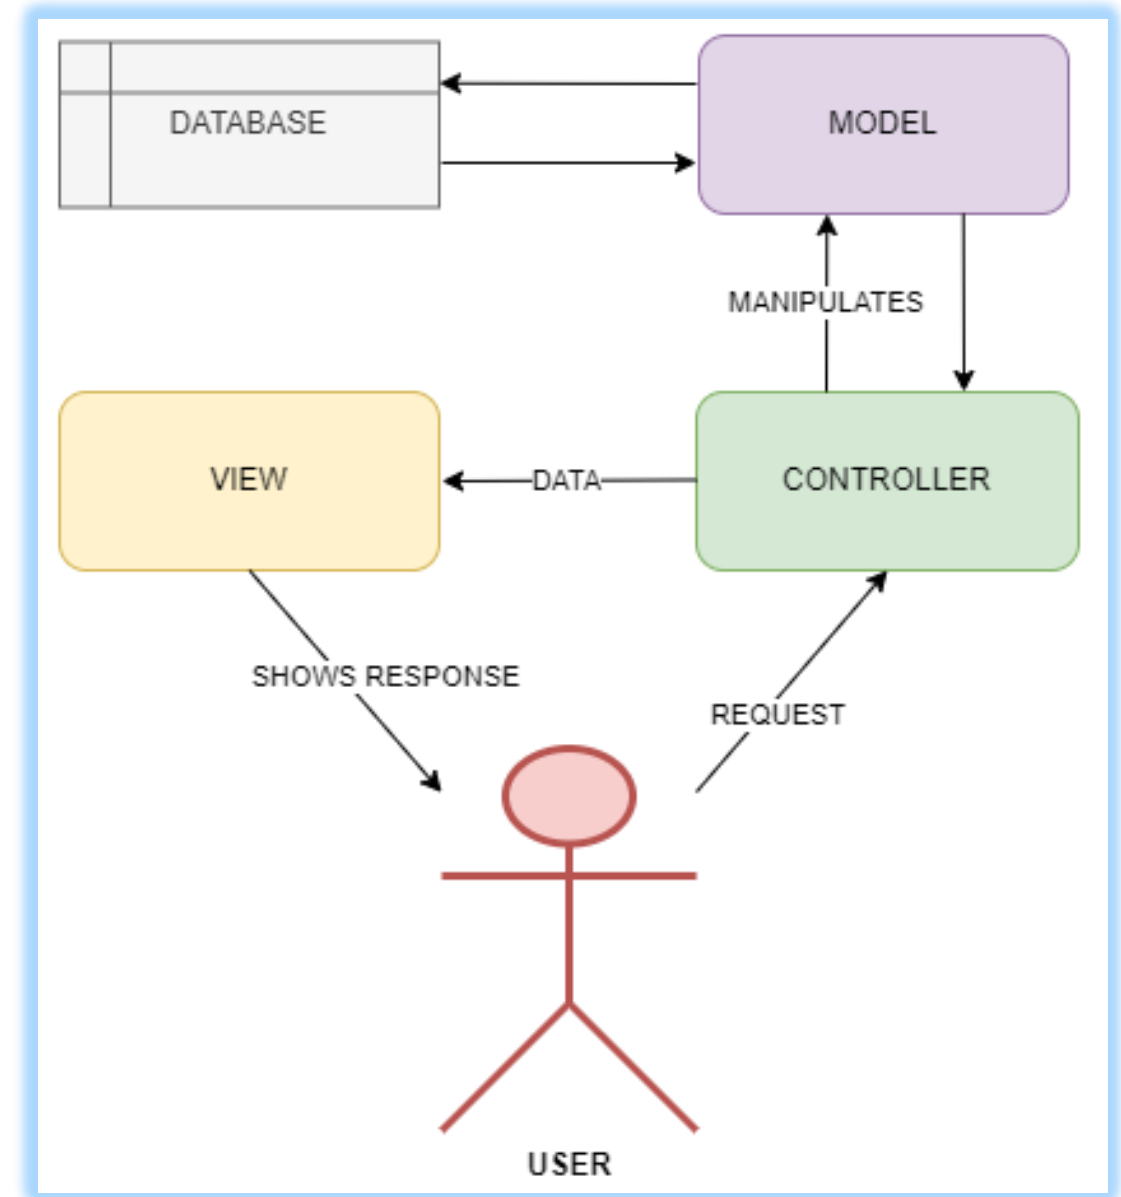 DATABASE
MODEL
MANIPULATES
VIEW
DATA
CONTROLLER
SHOWS RESPONSE
REQUEST
USER